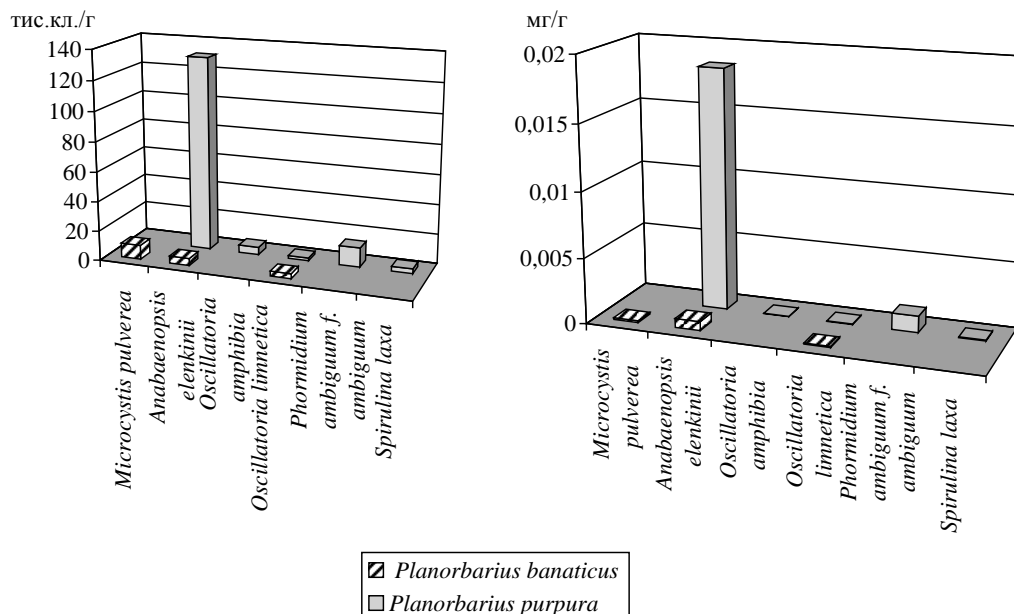 тис.кл./г
140
120
100
80
60
40
20
0
Microcystis pulverea
Anabaenopsis
elenkinii
Oscillatoria
amphibia
Oscillatoria limnetica
Phormidium
ambiguum f.
ambiguum
Spirulina laxa
мг/г
0,02
0,015
0,01
0,005
0
Microcystis
pulverea
Anabaenopsis
elenkinii
Oscillatoria
amphibia
Oscillatoria
limnetica
Phormidium
ambiguum f.
ambiguum
Spirulina laxa
Planorbarius banaticus
Planorbarius purpura